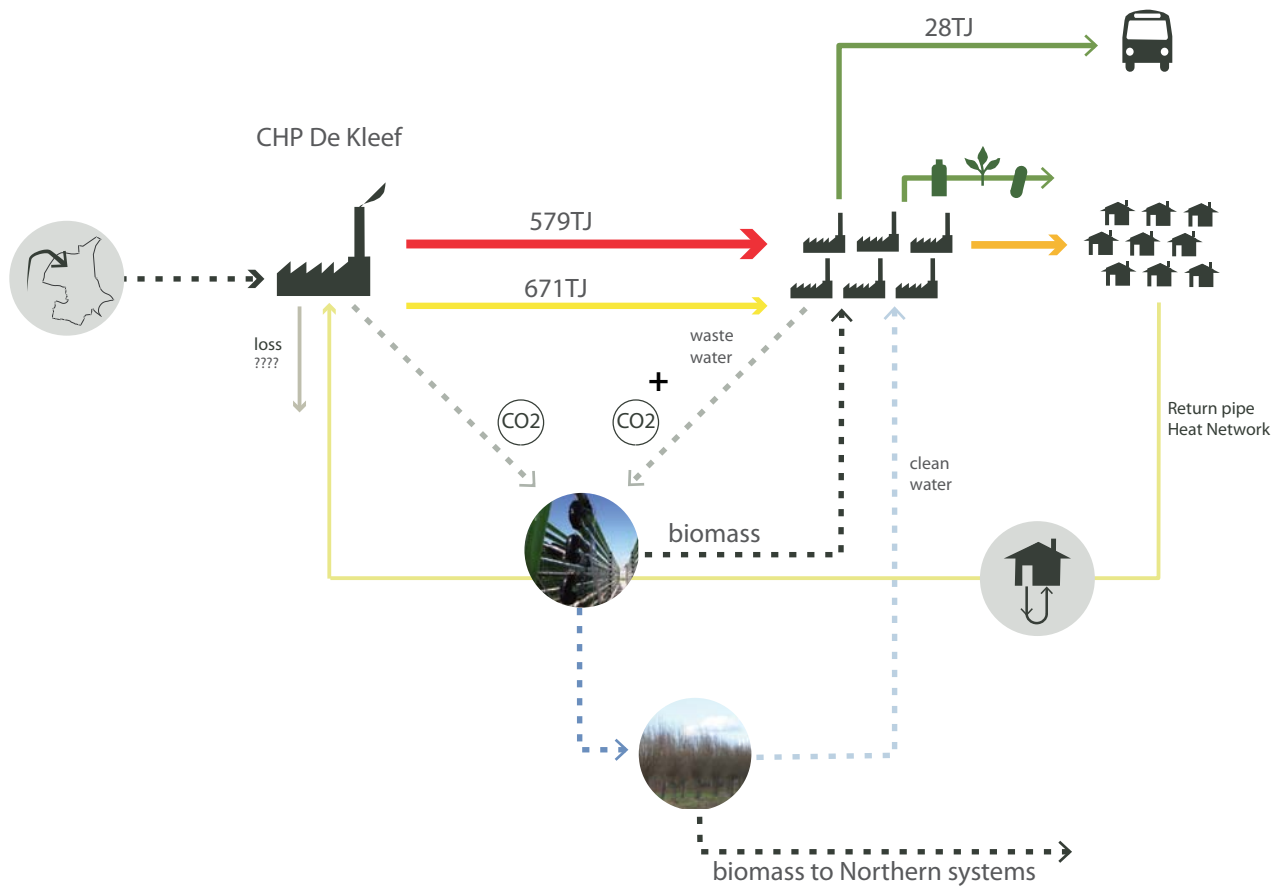 28TJ
CHP De Kleef
579TJ
671TJ
loss
????
waste
water
+
CO2
CO2
Return pipe
Heat Network
clean
water
biomass
biomass to Northern systems